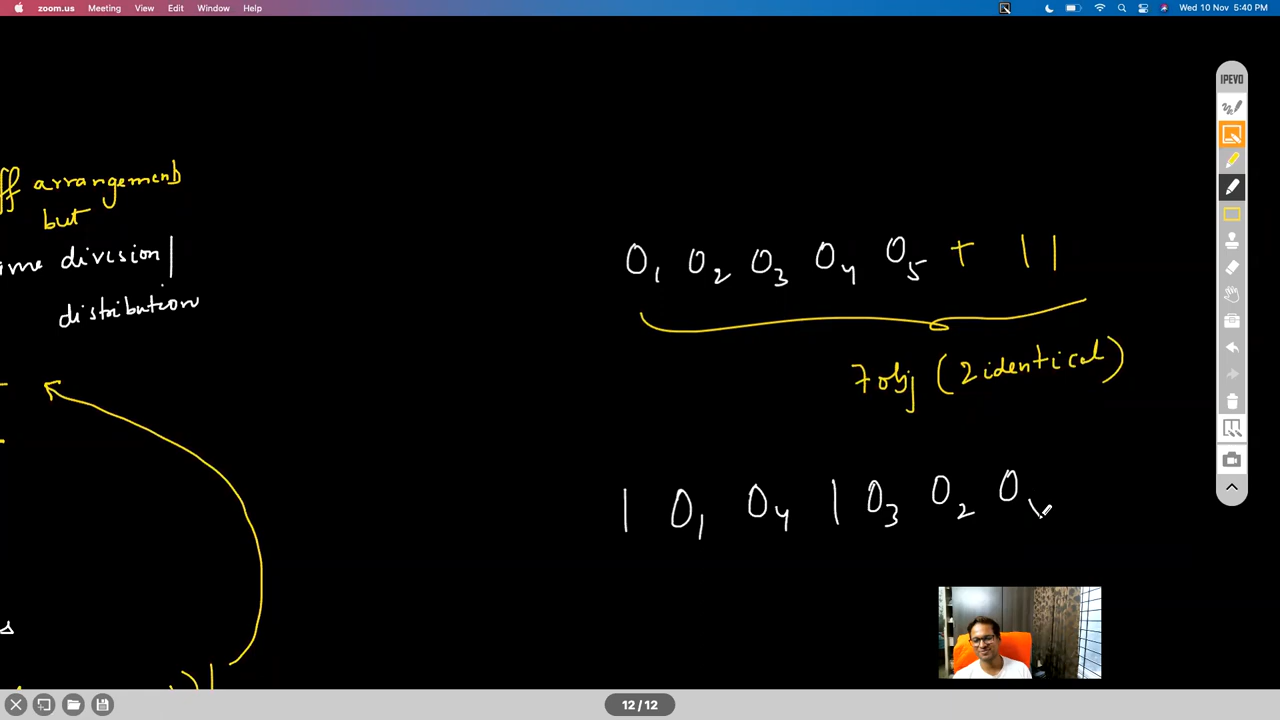 zoom.us Meeting View Edit Window Help Wed 10 Nov 5:40 PM
IPEVO
ff arrangement
but
ime division|
distribution
O1 O2 O3 O4 O5 + | |
7 obj (2 identical)
| O1 O4 | O3 O2 O
s
12 / 12